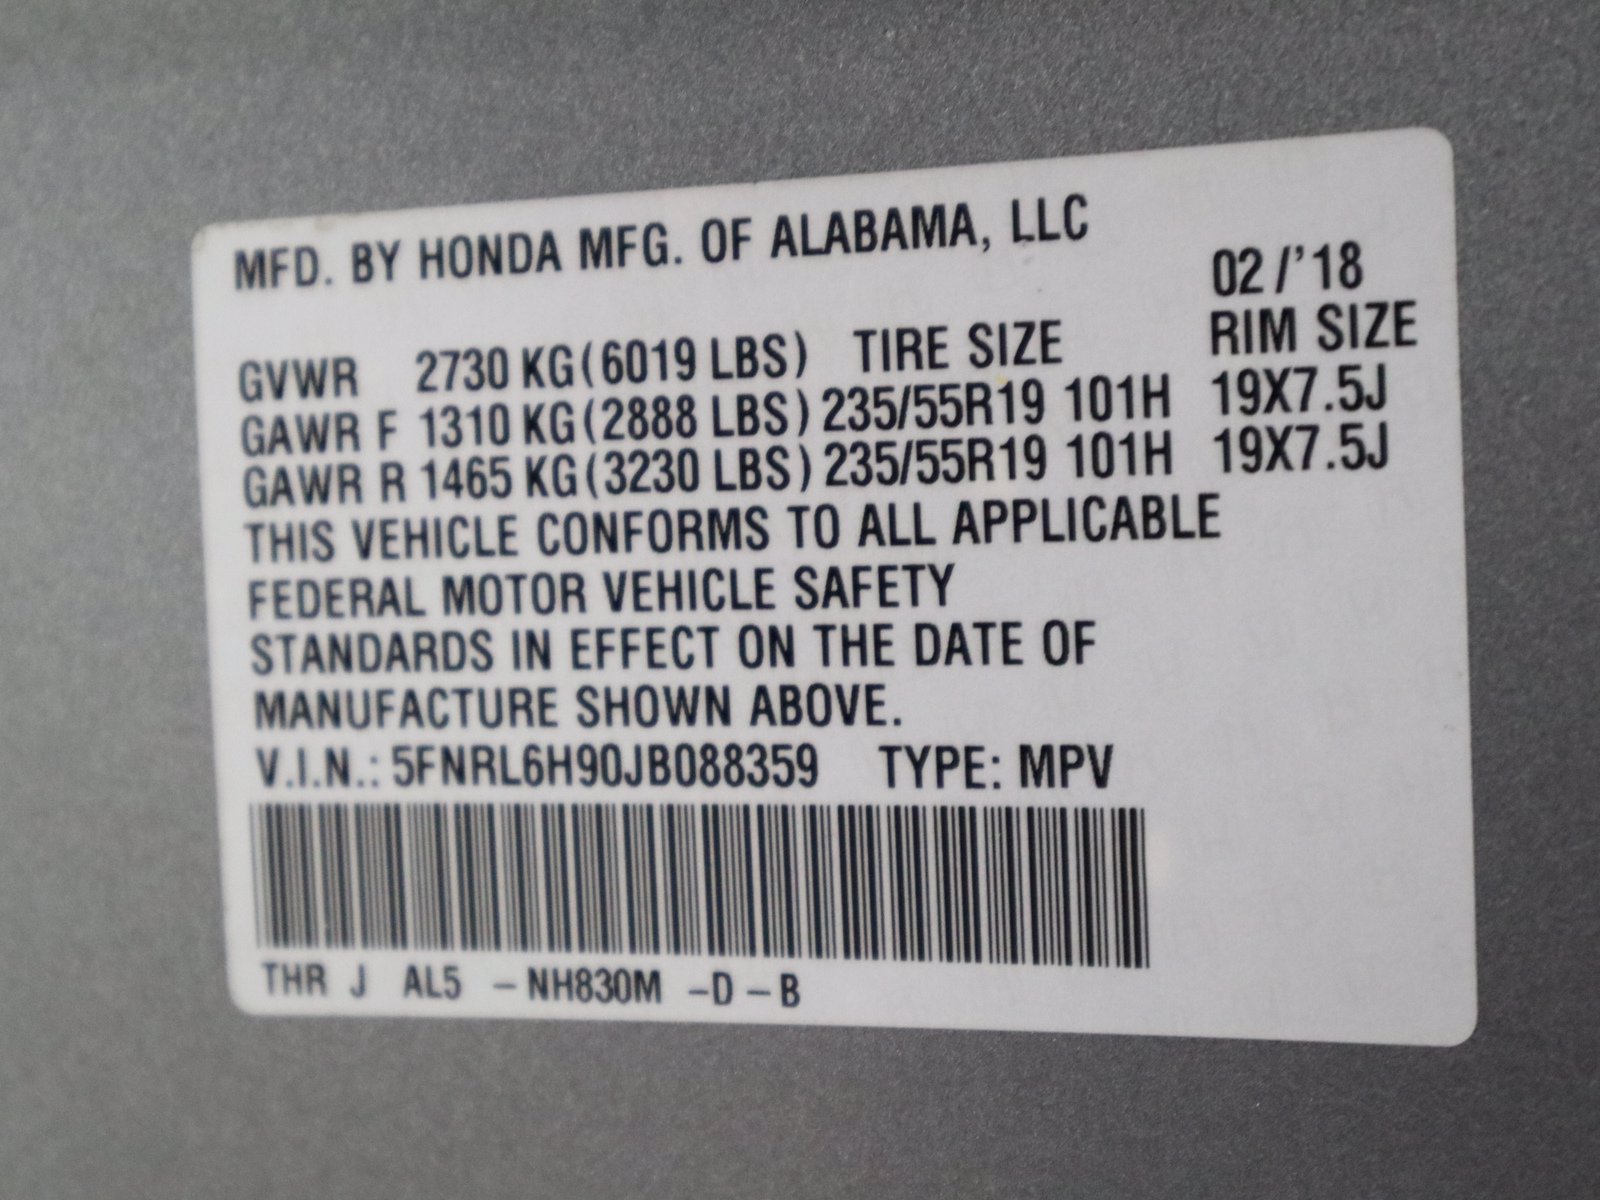 MFD. BY HONDA MFG. OF ALABAMA, LLC
02/'18
GVWR 2730 KG (6019 LBS) TIRE SIZE RIM SIZE
GAWR F 1310 KG (2888 LBS) 235/55R19 101H 19X7.5J
GAWR R 1465 KG (3230 LBS) 235/55R19 101H 19X7.5J
THIS VEHICLE CONFORMS TO ALL APPLICABLE
FEDERAL MOTOR VEHICLE SAFETY
STANDARDS IN EFFECT ON THE DATE OF
MANUFACTURE SHOWN ABOVE.
V.I.N.: 5FNRL6H90JB088359 TYPE: MPV
THR J AL5 -NH830M -D-B